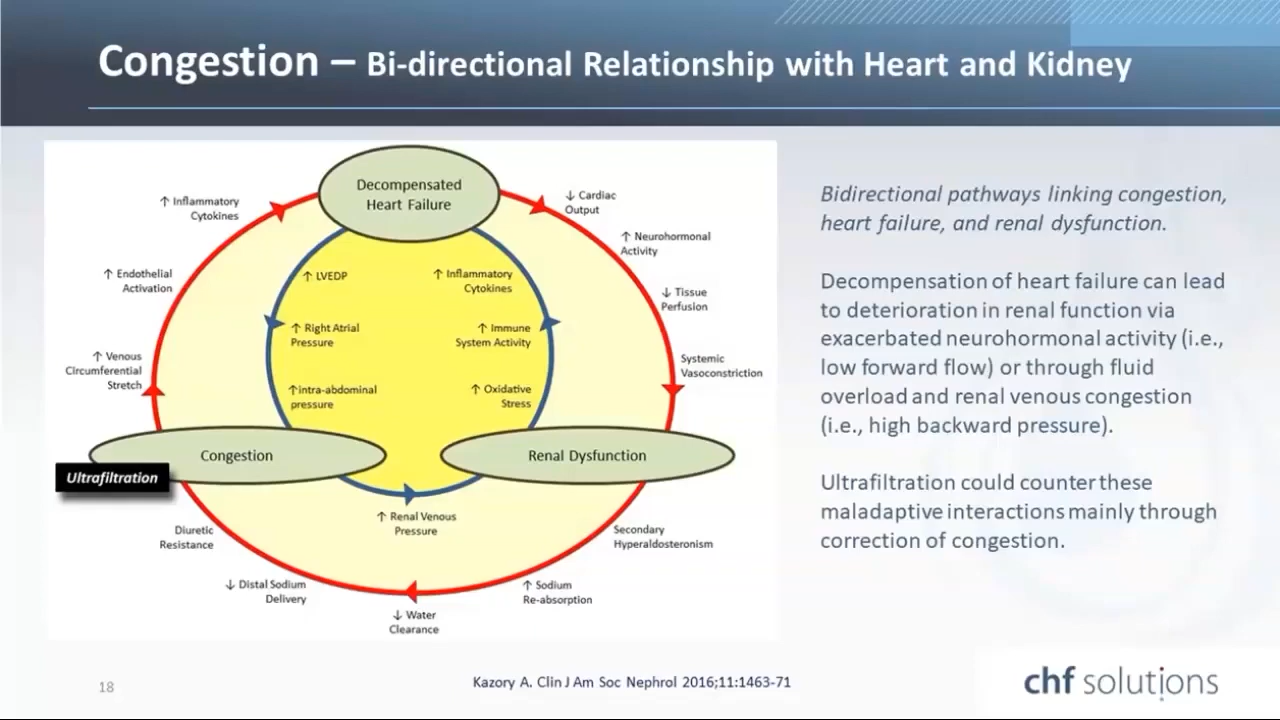 Congestion – Bi-directional Relationship with Heart and Kidney
Decompensated
Heart Failure
↑ Inflammatory
Cytokines
↓ Cardiac
Output
↑ Neurohormonal
Activity
↑ Endothelial
Activation
↑ LVEDP
↑ Inflammatory
Cytokines
↓ Tissue
Perfusion
↑ Right Atrial
Pressure
↑ Immune
System Activity
↑ Venous
Circumferential
Stretch
↑intra-abdominal
pressure
↑ Oxidative
Stress
Systemic
Vasoconstriction
Congestion
Renal Dysfunction
Ultrafiltration
↑ Renal Venous
Pressure
Diuretic
Resistance
Secondary
Hyperaldosteronism
↓ Distal Sodium
Delivery
↑ Sodium
Re-absorption
↓ Water
Clearance
Bidirectional pathways linking congestion,
heart failure, and renal dysfunction.
Decompensation of heart failure can lead
to deterioration in renal function via
exacerbated neurohormonal activity (i.e.,
low forward flow) or through fluid
overload and renal venous congestion
(i.e., high backward pressure).
Ultrafiltration could counter these
maladaptive interactions mainly through
correction of congestion.
18
Kazory A. Clin J Am Soc Nephrol 2016;11:1463-71
chf solutions